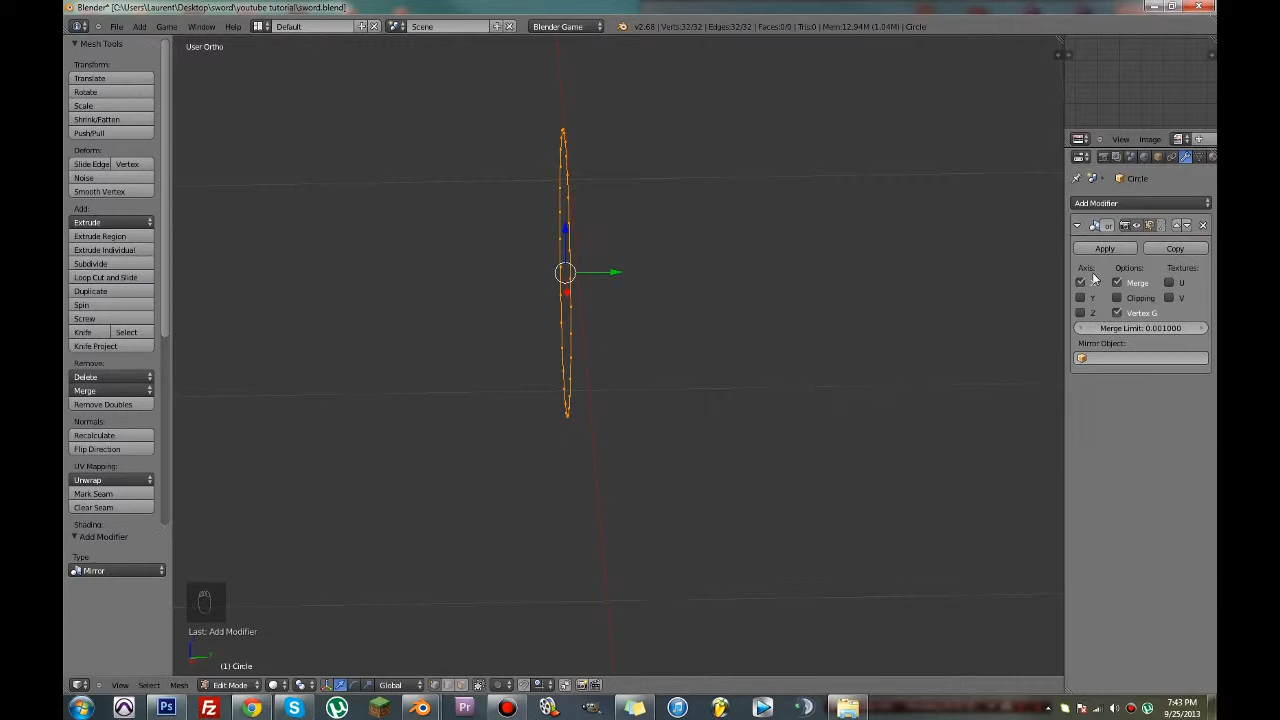 Blender* [C:\Users\Laurent\Desktop\sword\youtube tutorial\sword.blend]
File Add Game Window Help Default Scene Blender Game v2.68 | Verts:32/32 | Edges:32/32 | Faces:0/0 | Tris:0 | Mem:12.94M (1.04M) | Circle
Mesh Tools
User Ortho
Transform:
Translate
Rotate
Scale
Shrink/Fatten
Push/Pull
Deform:
Slide Edge Vertex
Noise
Smooth Vertex
Add:
Extrude
Extrude Region
Extrude Individual
Subdivide
Loop Cut and Slide
Duplicate
Spin
Screw
Knife Select
Knife Project
Remove:
Delete
Merge
Remove Doubles
Normals:
Recalculate
Flip Direction
UV Mapping:
Unwrap
Mark Seam
Clear Seam
Shading:
Add Modifier
Type
Mirror
Last: Add Modifier
(1) Circle
View Select Mesh Edit Mode Global
View Image
Circle
Add Modifier
or
Apply Copy
Axis: Options: Textures:
Merge U
Y Clipping V
Z Vertex G
Merge Limit: 0.001000
Mirror Object:
7:43 PM
9/25/2013